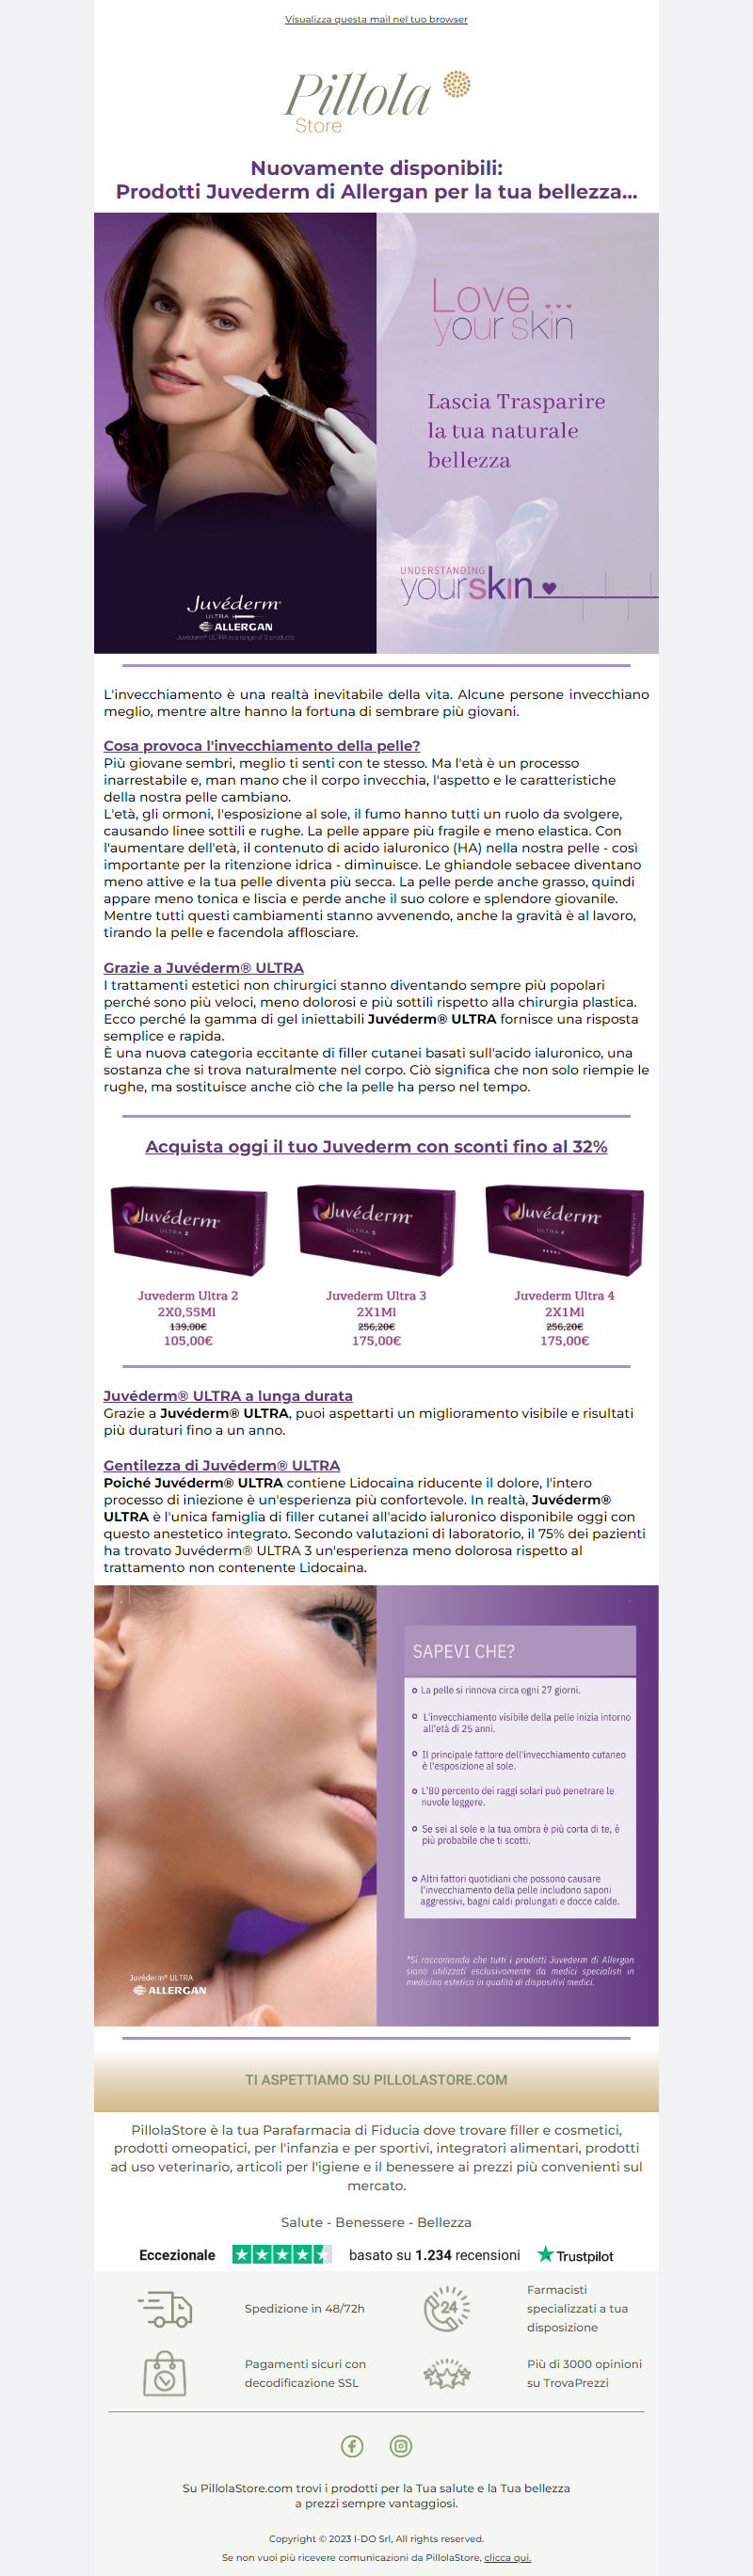 Visualizza questa mail nel tuo browser
Pillola
Store
Nuovamente disponibili:
Prodotti Juvederm di Allergan per la tua bellezza...
Love ...
your skin
Lascia Trasparire
la tua naturale
bellezza
UNDERSTANDING
yourskin
Juvéderm®
ULTRA
ALLERGAN
Juvéderm® ULTRA is a range of 3 products
L'invecchiamento è una realtà inevitabile della vita. Alcune persone invecchiano
meglio, mentre altre hanno la fortuna di sembrare più giovani.
Cosa provoca l'invecchiamento della pelle?
Più giovane sembri, meglio ti senti con te stesso. Ma l'età è un processo
inarrestabile e, man mano che il corpo invecchia, l'aspetto e le caratteristiche
della nostra pelle cambiano.
L'età, gli ormoni, l'esposizione al sole, il fumo hanno tutti un ruolo da svolgere,
causando linee sottili e rughe. La pelle appare più fragile e meno elastica. Con
l'aumentare dell'età, il contenuto di acido ialuronico (HA) nella nostra pelle - così
importante per la ritenzione idrica - diminuisce. Le ghiandole sebacee diventano
meno attive e la tua pelle diventa più secca. La pelle perde anche grasso, quindi
appare meno tonica e liscia e perde anche il suo colore e splendore giovanile.
Mentre tutti questi cambiamenti stanno avvenendo, anche la gravità è al lavoro,
tirando la pelle e facendola afflosciare.
Grazie a Juvéderm® ULTRA
I trattamenti estetici non chirurgici stanno diventando sempre più popolari
perché sono più veloci, meno dolorosi e più sottili rispetto alla chirurgia plastica.
Ecco perché la gamma di gel iniettabili Juvéderm® ULTRA fornisce una risposta
semplice e rapida.
È una nuova categoria eccitante di filler cutanei basati sull'acido ialuronico, una
sostanza che si trova naturalmente nel corpo. Ciò significa che non solo riempie le
rughe, ma sostituisce anche ciò che la pelle ha perso nel tempo.
Acquista oggi il tuo Juvederm con sconti fino al 32%
Juvéderm® Juvéderm® Juvéderm®
ULTRA 2 ULTRA 3 ULTRA 4
Juvederm Ultra 2 Juvederm Ultra 3 Juvederm Ultra 4
2X0,55Ml 2X1Ml 2X1Ml
139,00€ 256,20€ 256,20€
105,00€ 175,00€ 175,00€
Juvéderm® ULTRA a lunga durata
Grazie a Juvéderm® ULTRA, puoi aspettarti un miglioramento visibile e risultati
più duraturi fino a un anno.
Gentilezza di Juvéderm® ULTRA
Poiché Juvéderm® ULTRA contiene Lidocaina riducente il dolore, l'intero
processo di iniezione è un'esperienza più confortevole. In realtà, Juvéderm®
ULTRA è l'unica famiglia di filler cutanei all'acido ialuronico disponibile oggi con
questo anestetico integrato. Secondo valutazioni di laboratorio, il 75% dei pazienti
ha trovato Juvéderm® ULTRA 3 un'esperienza meno dolorosa rispetto al
trattamento non contenente Lidocaina.
SAPEVI CHE?
La pelle si rinnova circa ogni 27 giorni.
L'invecchiamento visibile della pelle inizia intorno
all'età di 25 anni.
Il principale fattore dell'invecchiamento cutaneo
è l'esposizione al sole.
L'80 percento dei raggi solari può penetrare le
nuvole leggere.
Se sei al sole e la tua ombra è più corta di te, è
più probabile che ti scotti.
Altri fattori quotidiani che possono causare
l'invecchiamento della pelle includono saponi
aggressivi, bagni caldi prolungati e docce calde.
*Si raccomanda che tutti i prodotti Juvederm di Allergan
siano utilizzati esclusivamente da medici specialisti in
medicina estetica in qualità di dispositivi medici.
Juvéderm® ULTRA
ALLERGAN
TI ASPETTIAMO SU PILLOLASTORE.COM
PillolaStore è la tua Parafarmacia di Fiducia dove trovare filler e cosmetici,
prodotti omeopatici, per l'infanzia e per sportivi, integratori alimentari, prodotti
ad uso veterinario, articoli per l'igiene e il benessere ai prezzi più convenienti sul
mercato.
Salute - Benessere - Bellezza
Eccezionale basato su 1.234 recensioni Trustpilot
Spedizione in 48/72h
24
Farmacisti
specializzati a tua
disposizione
Pagamenti sicuri con
decodificazione SSL
Più di 3000 opinioni
su TrovaPrezzi
Su PillolaStore.com trovi i prodotti per la Tua salute e la Tua bellezza
a prezzi sempre vantaggiosi.
Copyright © 2023 I-DO Srl, All rights reserved.
Se non vuoi più ricevere comunicazioni da PillolaStore, clicca qui.